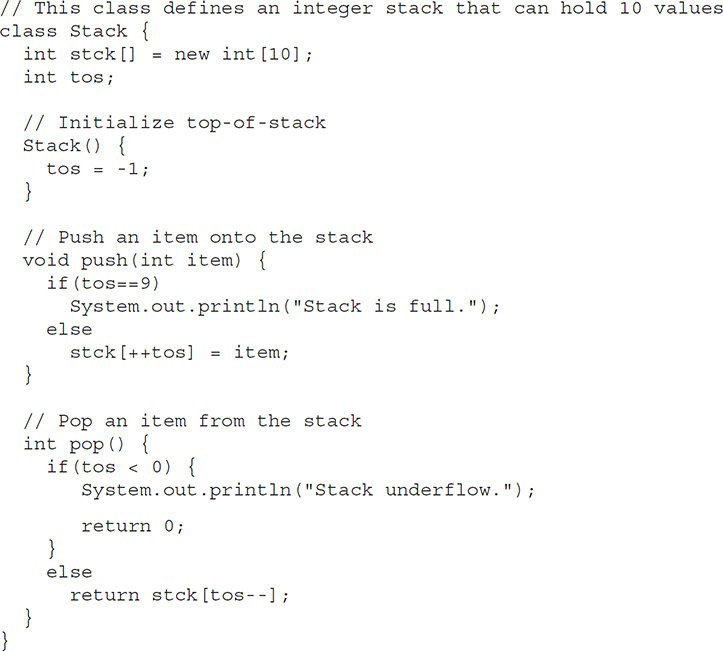 // This class defines an integer stack that can hold 10 values
class Stack {
  int stck[] = new int[10];
  int tos;

  // Initialize top-of-stack
  Stack() {
    tos = -1;
  }

  // Push an item onto the stack
  void push(int item) {
    if(tos==9)
      System.out.println("Stack is full.");
    else
      stck[++tos] = item;
  }

  // Pop an item from the stack
  int pop() {
    if(tos < 0) {
       System.out.println("Stack underflow.");
       return 0;
    }
    else
      return stck[tos--];
  }
}